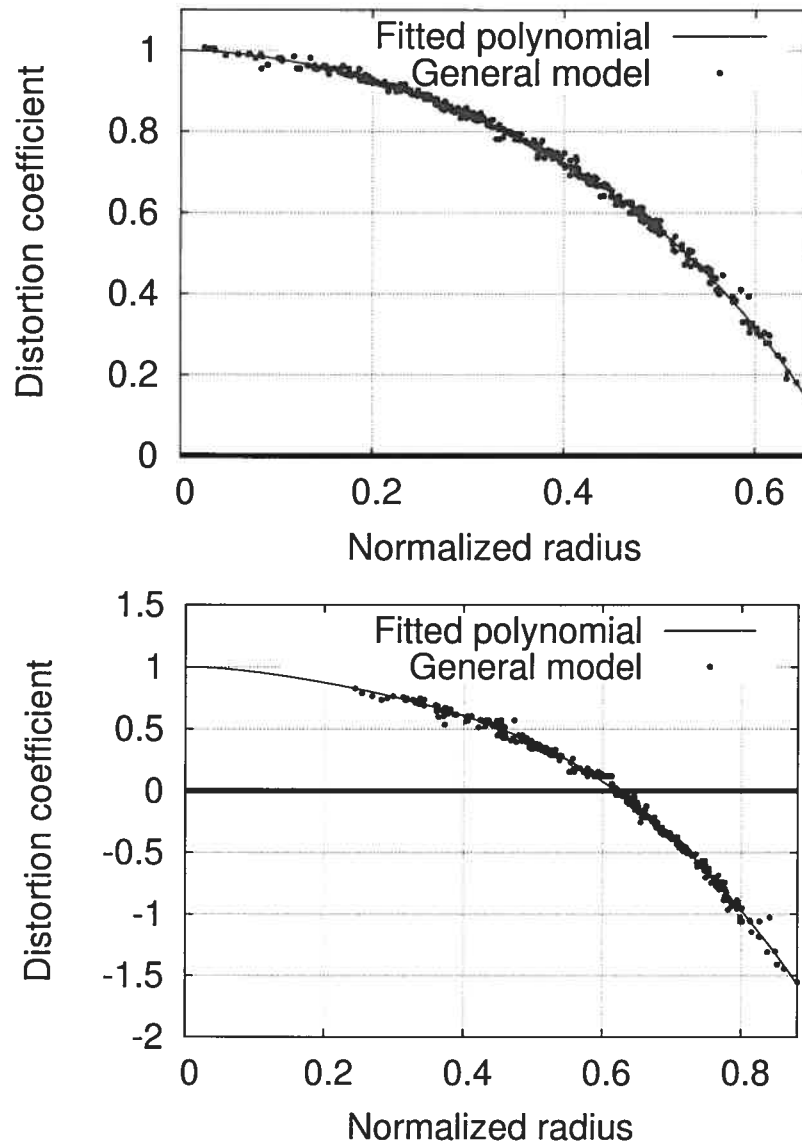 Fitted polynomial
General model
1
0.8
0.6
0.4
0.2
0
0 0.2 0.4 0.6
Distortion coefficient
Normalized radius
Fitted polynomial
General model
1.5
1
0.5
0
-0.5
-1
-1.5
-2
0 0.2 0.4 0.6 0.8
Distortion coefficient
Normalized radius